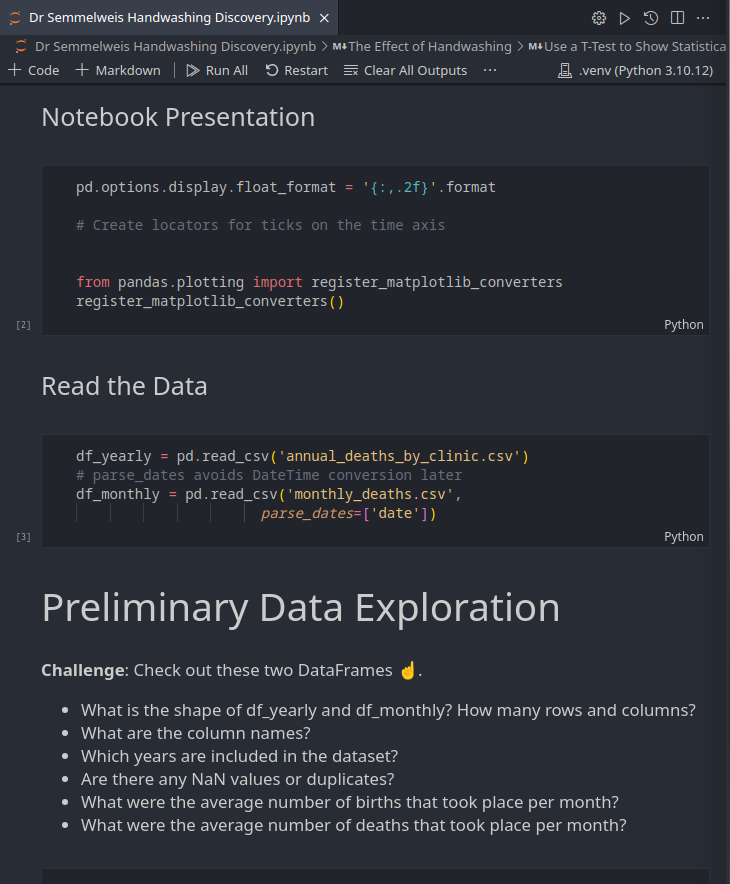 Dr Semmelweis Handwashing Discovery.ipynb
Dr Semmelweis Handwashing Discovery.ipynb > M↓The Effect of Handwashing > M↓Use a T-Test to Show Statistica
+ Code + Markdown | Run All Restart Clear All Outputs ··· .venv (Python 3.10.12)
Notebook Presentation
pd.options.display.float_format = '{:,.2f}'.format
# Create locators for ticks on the time axis
from pandas.plotting import register_matplotlib_converters
register_matplotlib_converters()
[2]
Python
Read the Data
df_yearly = pd.read_csv('annual_deaths_by_clinic.csv')
# parse_dates avoids DateTime conversion later
df_monthly = pd.read_csv('monthly_deaths.csv',
parse_dates=['date'])
[3]
Python
Preliminary Data Exploration
Challenge: Check out these two DataFrames ☝.
• What is the shape of df_yearly and df_monthly? How many rows and columns?
• What are the column names?
• Which years are included in the dataset?
• Are there any NaN values or duplicates?
• What were the average number of births that took place per month?
• What were the average number of deaths that took place per month?